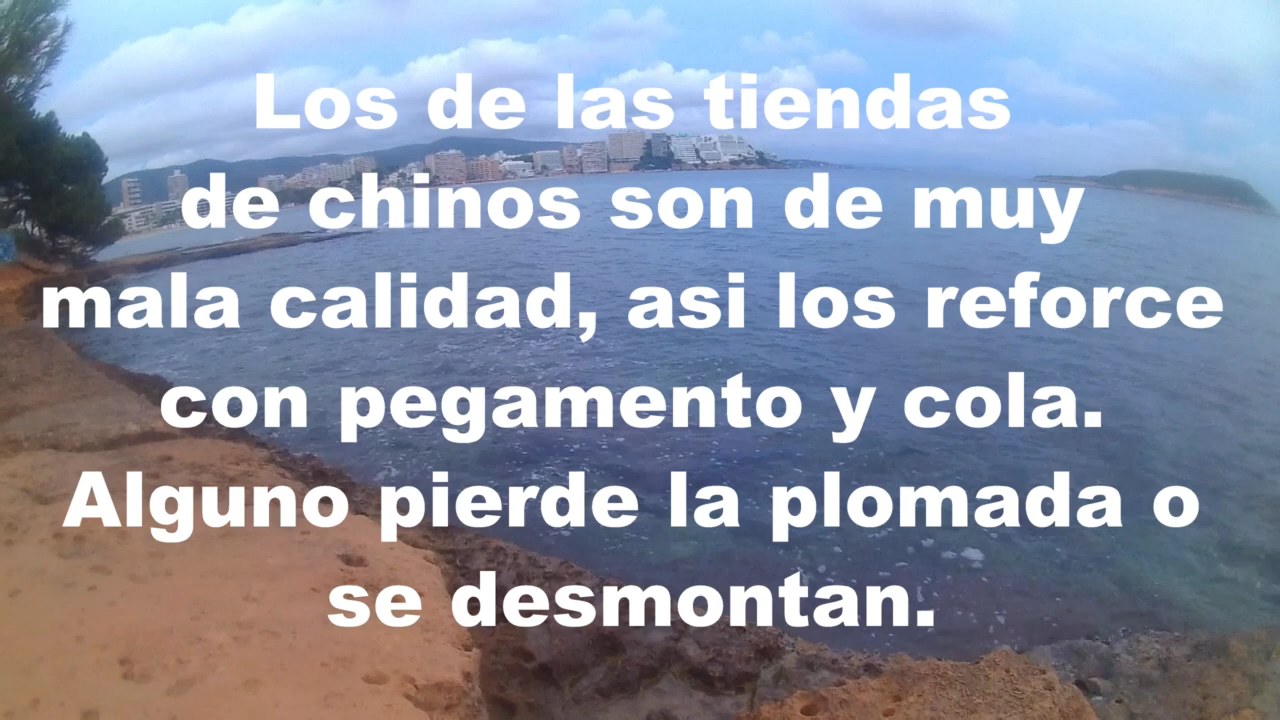 Los de las tiendas
de chinos son de muy
mala calidad, asi los reforce
con pegamento y cola.
Alguno pierde la plomada o
se desmontan.